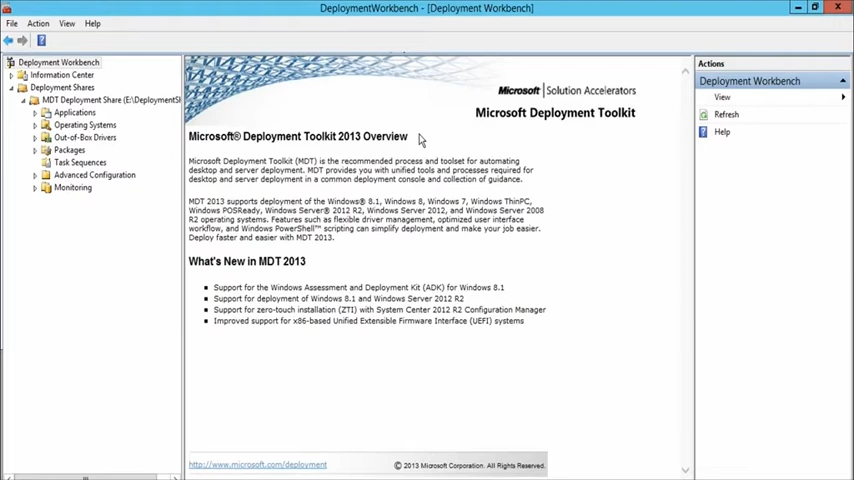 DeploymentWorkbench - [Deployment Workbench]
File Action View Help
Deployment Workbench
Information Center
Deployment Shares
MDT Deployment Share (E:\DeploymentSh
Applications
Operating Systems
Out-of-Box Drivers
Packages
Task Sequences
Advanced Configuration
Monitoring
Microsoft | Solution Accelerators
Microsoft Deployment Toolkit
Microsoft® Deployment Toolkit 2013 Overview
Microsoft Deployment Toolkit (MDT) is the recommended process and toolset for automating
desktop and server deployment. MDT provides you with unified tools and processes required for
desktop and server deployment in a common deployment console and collection of guidance.
MDT 2013 supports deployment of the Windows® 8.1, Windows 8, Windows 7, Windows ThinPC,
Windows POSReady, Windows Server® 2012 R2, Windows Server 2012, and Windows Server 2008
R2 operating systems. Features such as flexible driver management, optimized user interface
workflow, and Windows PowerShell™ scripting can simplify deployment and make your job easier.
Deploy faster and easier with MDT 2013.
What's New in MDT 2013
Support for the Windows Assessment and Deployment Kit (ADK) for Windows 8.1
Support for deployment of Windows 8.1 and Windows Server 2012 R2
Support for zero-touch installation (ZTI) with System Center 2012 R2 Configuration Manager
Improved support for x86-based Unified Extensible Firmware Interface (UEFI) systems
http://www.microsoft.com/deployment
© 2013 Microsoft Corporation. All Rights Reserved.
Actions
Deployment Workbench
View
Refresh
Help